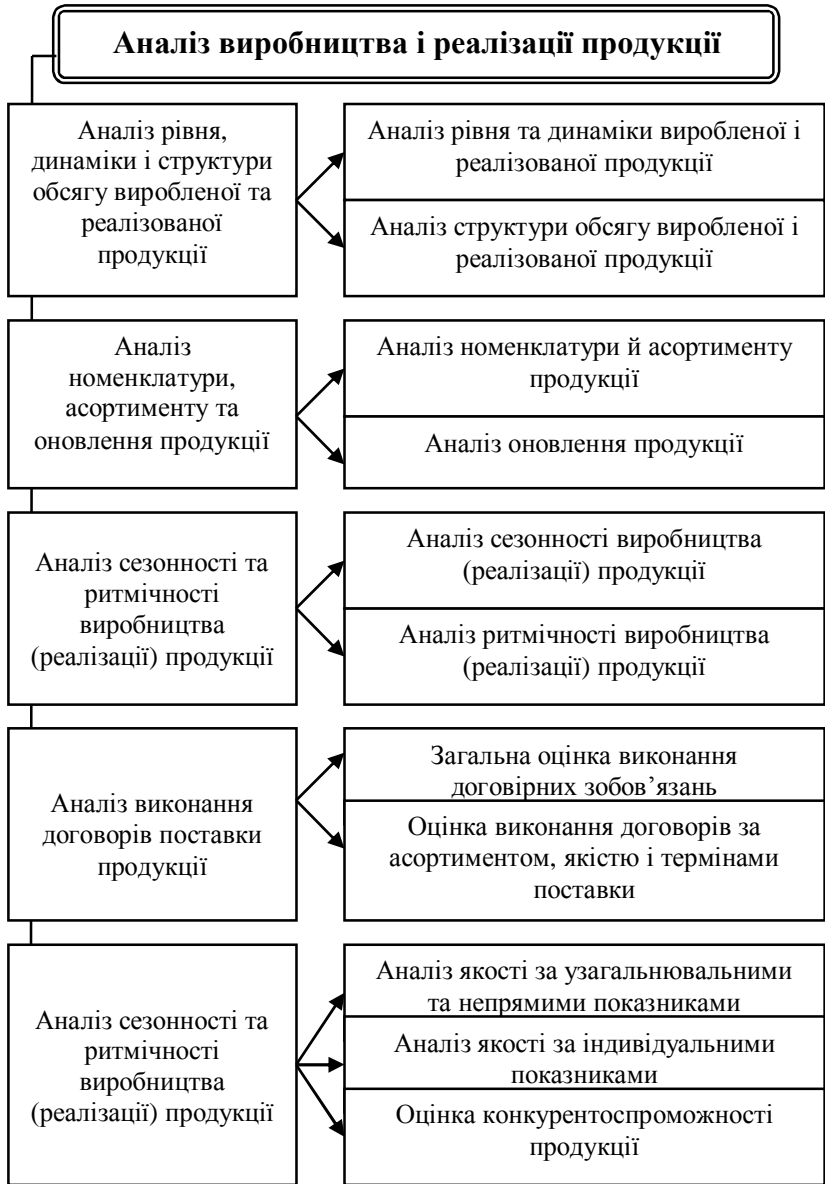 Аналіз виробництва і реалізації продукції
Аналіз рівня,
динаміки і структури
обсягу виробленої та
реалізованої
продукції
Аналіз рівня та динаміки виробленої і
реалізованої продукції
Аналіз структури обсягу виробленої і
реалізованої продукції
Аналіз
номенклатури,
асортименту та
оновлення продукції
Аналіз номенклатури й асортименту
продукції
Аналіз оновлення продукції
Аналіз сезонності та
ритмічності
виробництва
(реалізації) продукції
Аналіз сезонності виробництва
(реалізації) продукції
Аналіз ритмічності виробництва
(реалізації) продукції
Аналіз виконання
договорів поставки
продукції
Загальна оцінка виконання
договірних зобов’язань
Оцінка виконання договорів за
асортиментом, якістю і термінами
поставки
Аналіз сезонності та
ритмічності
виробництва
(реалізації) продукції
Аналіз якості за узагальнювальними
та непрямими показниками
Аналіз якості за індивідуальними
показниками
Оцінка конкурентоспроможності
продукції